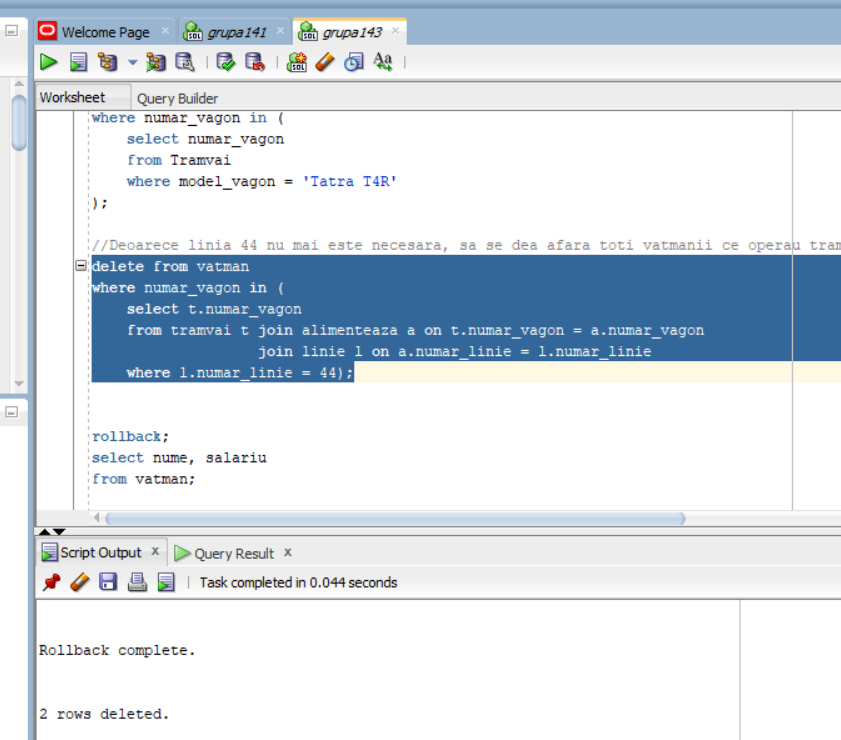 Welcome Page
grupa141
grupa143
Worksheet
Query Builder
where numar_vagon in (
select numar_vagon
from Tramvai
where model_vagon = 'Tatra T4R'
);
//Deoarece linia 44 nu mai este necesara, sa se dea afara toti vatmanii ce operau tram
delete from vatman
where numar_vagon in (
select t.numar_vagon
from tramvai t join alimenteaza a on t.numar_vagon = a.numar_vagon
join linie l on a.numar_linie = l.numar_linie
where l.numar_linie = 44);
rollback;
select nume, salariu
from vatman;
Script Output x
Query Result x
Task completed in 0.044 seconds
Rollback complete.
2 rows deleted.